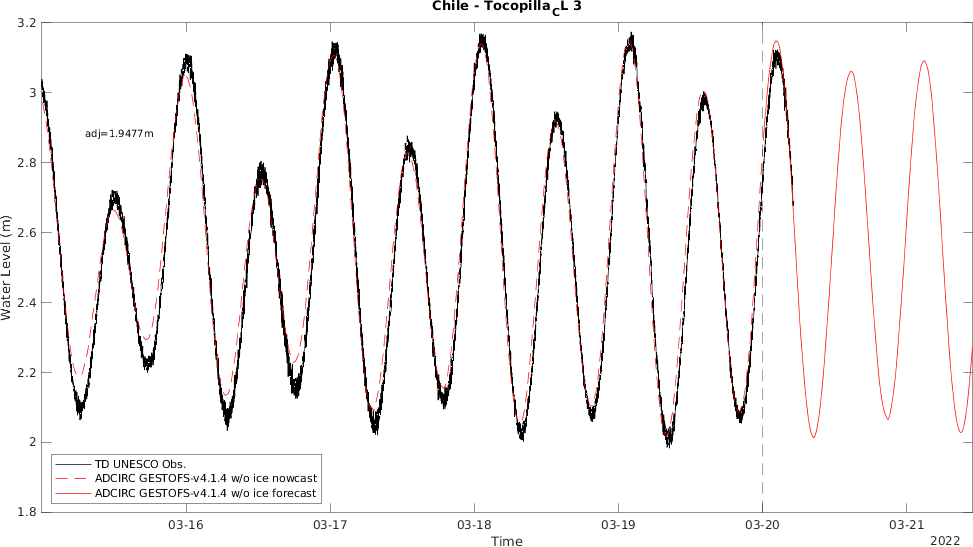 Chile - Tocopilla_CL 3
3.2
3
2.8
2.6
2.4
2.2
2
1.8
Water Level (m)
adj=1.9477m
TD UNESCO Obs.
ADCIRC GESTOFS-v4.1.4 w/o ice nowcast
ADCIRC GESTOFS-v4.1.4 w/o ice forecast
03-16 03-17 03-18 03-19 03-20 03-21
Time
2022